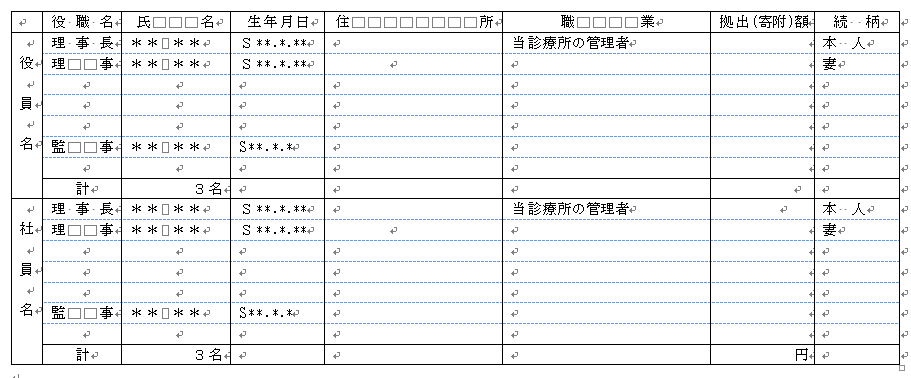 役 職 名 氏　　　名 生年月日 住　　　　　　　　所 職　　　　業 拠出(寄附)額 続 柄
理 事 長 ＊＊　＊＊ S **.*.** 当診療所の管理者 本 人
役 理　　事 ＊＊　＊＊ S **.*.** 妻
員
名 監　　事 ＊＊　＊＊ S**.*.*
計 3名
理 事 長 ＊＊　＊＊ S **.*.** 当診療所の管理者 本 人
社 理　　事 ＊＊　＊＊ S **.*.** 妻
員
名 監　　事 ＊＊　＊＊ S**.*.*
計 3名 円